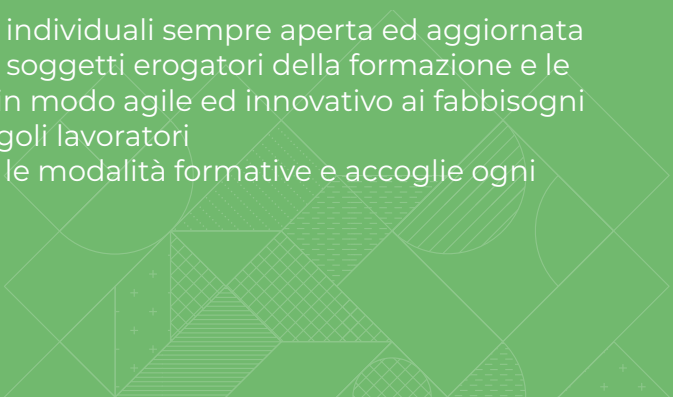 individuali sempre aperta ed aggiornata
soggetti erogatori della formazione e le
in modo agile ed innovativo ai fabbisogni
goli lavoratori
le modalità formative e accoglie ogni